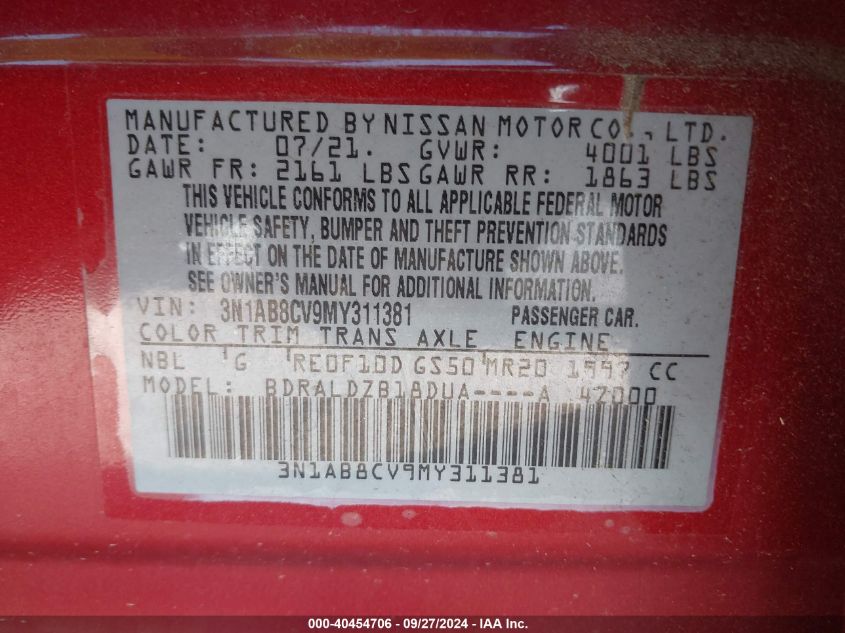 MANUFACTURED BY NISSAN MOTOR CO., LTD.
DATE: 07/21. GVWR: 4001 LBS
GAWR FR: 2161 LBS GAWR RR: 1863 LBS
THIS VEHICLE CONFORMS TO ALL APPLICABLE FEDERAL MOTOR
VEHICLE SAFETY, BUMPER AND THEFT PREVENTION STANDARDS
IN EFFECT ON THE DATE OF MANUFACTURE SHOWN ABOVE.
SEE OWNER'S MANUAL FOR ADDITIONAL INFORMATION.
VIN: 3N1AB8CV9MY311381 PASSENGER CAR.
COLOR TRIM TRANS AXLE ENGINE
NBL 'G 'RE0F10D GS50'MR20 1997 CC
MODEL: BDRALDZB18DUA----A 47000
3N1AB8CV9MY311381
000-40454706 - 09/27/2024 - IAA Inc.